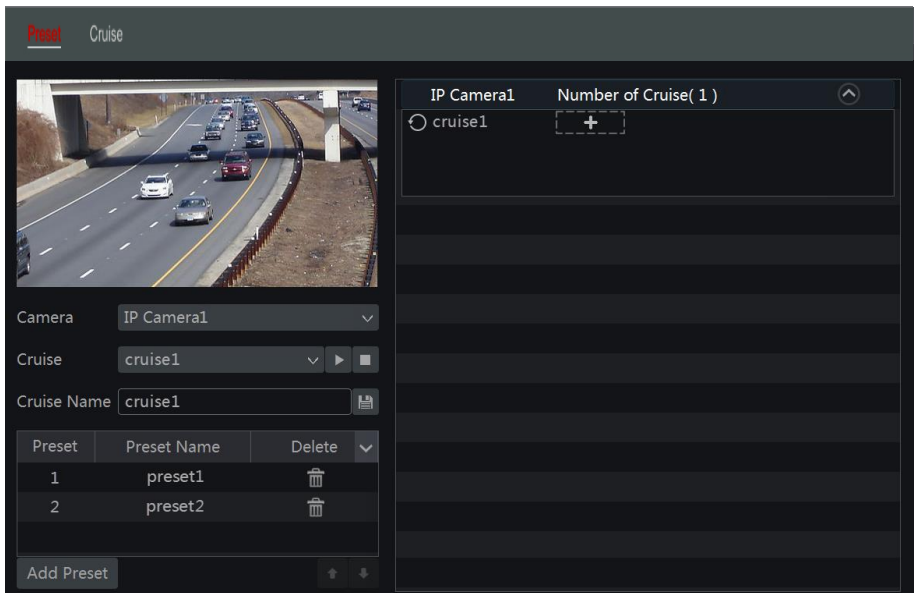 Preset Cruise
IP Camera1 Number of Cruise( 1 )
cruise1
Camera IP Camera1
Cruise cruise1
Cruise Name cruise1
Preset Preset Name Delete
1 preset1
2 preset2
Add Preset